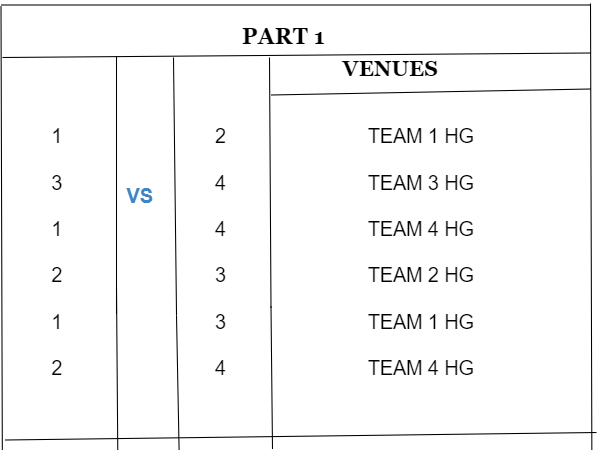 PART 1
VENUES
1 2 TEAM 1 HG
3 4 TEAM 3 HG
VS
1 4 TEAM 4 HG
2 3 TEAM 2 HG
1 3 TEAM 1 HG
2 4 TEAM 4 HG